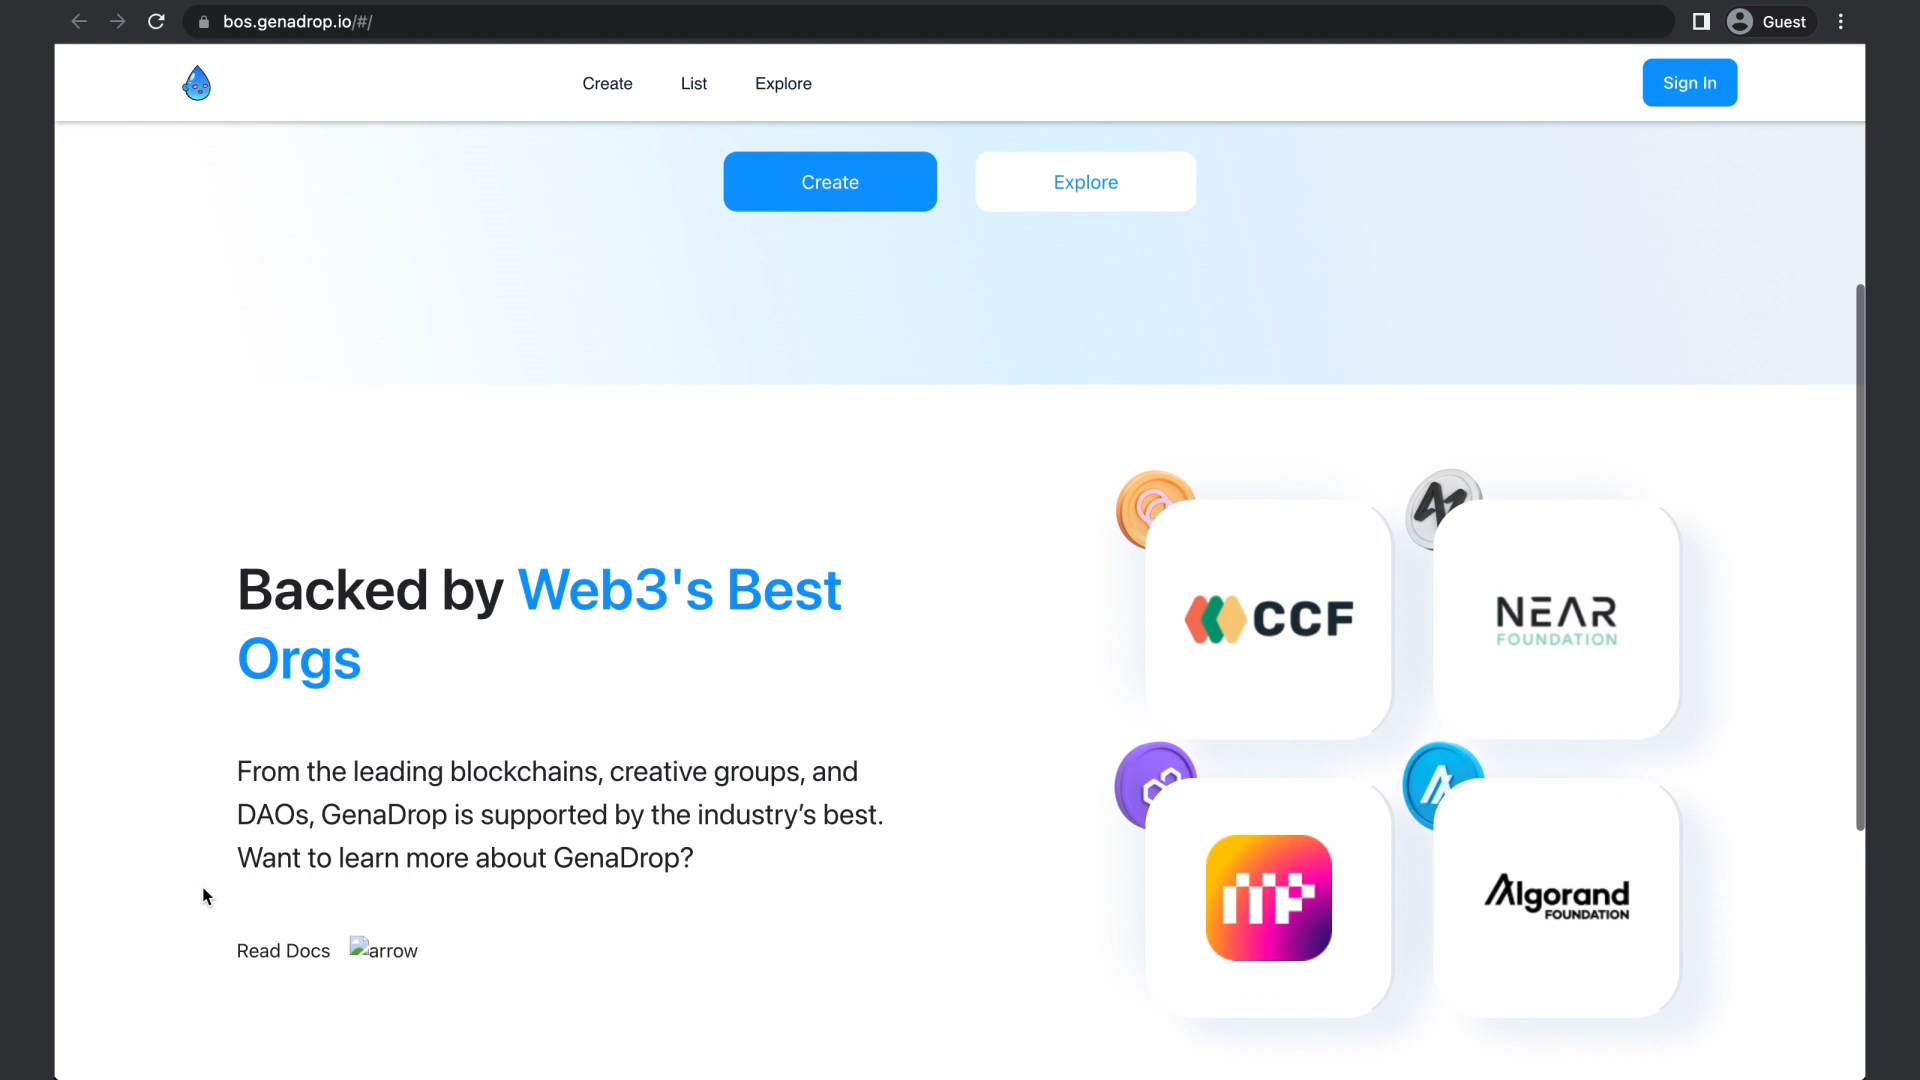 bos.genadrop.io/#/
Guest
Create
List
Explore
Sign In
Create
Explore
Backed by Web3's Best
Orgs
From the leading blockchains, creative groups, and
DAOs, GenaDrop is supported by the industry’s best.
Want to learn more about GenaDrop?
Read Docs
arrow
CCF
NEAR
FOUNDATION
Algorand
FOUNDATION